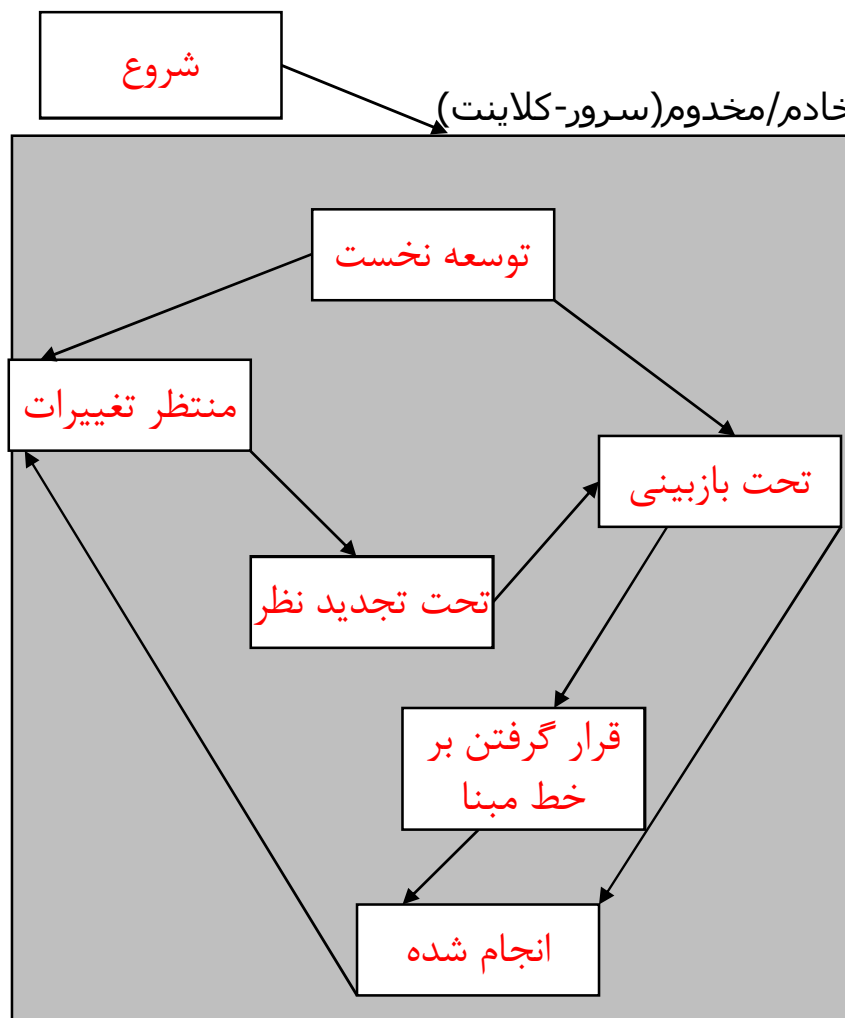 شروع
خادم/مخدوم(سرور-کلاینت)
توسعه نخست
منتظر تغییرات
تحت بازبینی
تحت تجدید نظر
قرار گرفتن بر
خط مبنا
انجام شده